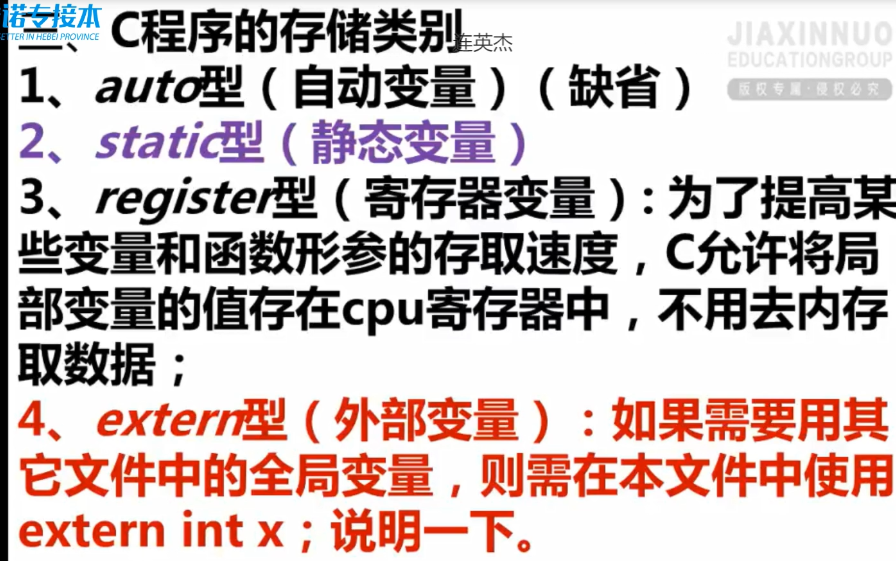 诺专接本
ETTER IN HEBEI PROVINCE
二、C程序的存储类别
连英杰
JIAXINNUO
EDUCATIONGROUP
版权专属·侵权必究
1、auto型（自动变量）（缺省）
2、static型（静态变量）
3、register型（寄存器变量）：为了提高某
些变量和函数形参的存取速度，C允许将局
部变量的值存在cpu寄存器中，不用去内存
取数据；
4、extern型（外部变量）：如果需要用其
它文件中的全局变量，则需在本文件中使用
extern int x；说明一下。